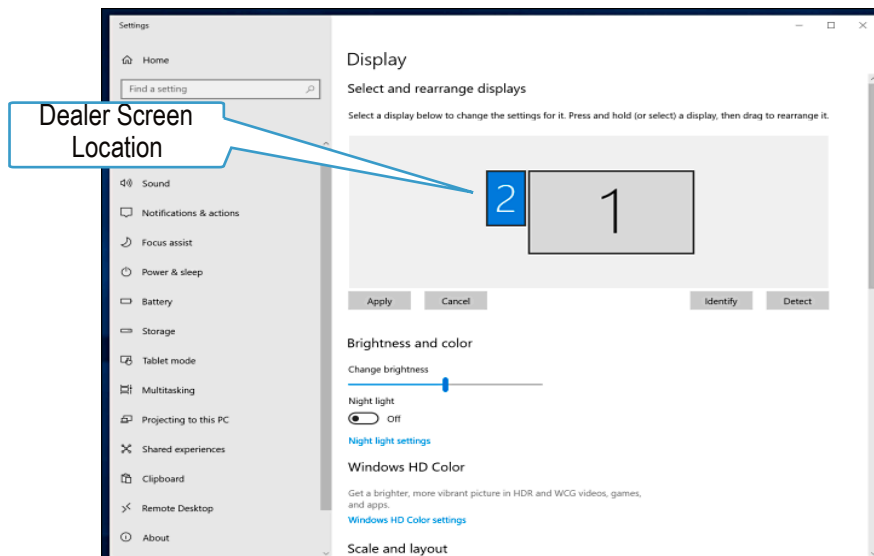 Settings
Home
Find a setting
Dealer Screen
Location
Sound
Notifications & actions
Focus assist
Power & sleep
Battery
Storage
Tablet mode
Multitasking
Projecting to this PC
Shared experiences
Clipboard
Remote Desktop
About
Display
Select and rearrange displays
Select a display below to change the settings for it. Press and hold (or select) a display, then drag to rearrange it.
2
1
Apply
Cancel
Identify
Detect
Brightness and color
Change brightness
Night light
Off
Night light settings
Windows HD Color
Get a brighter, more vibrant picture in HDR and WCG videos, games,
and apps.
Windows HD Color settings
Scale and layout